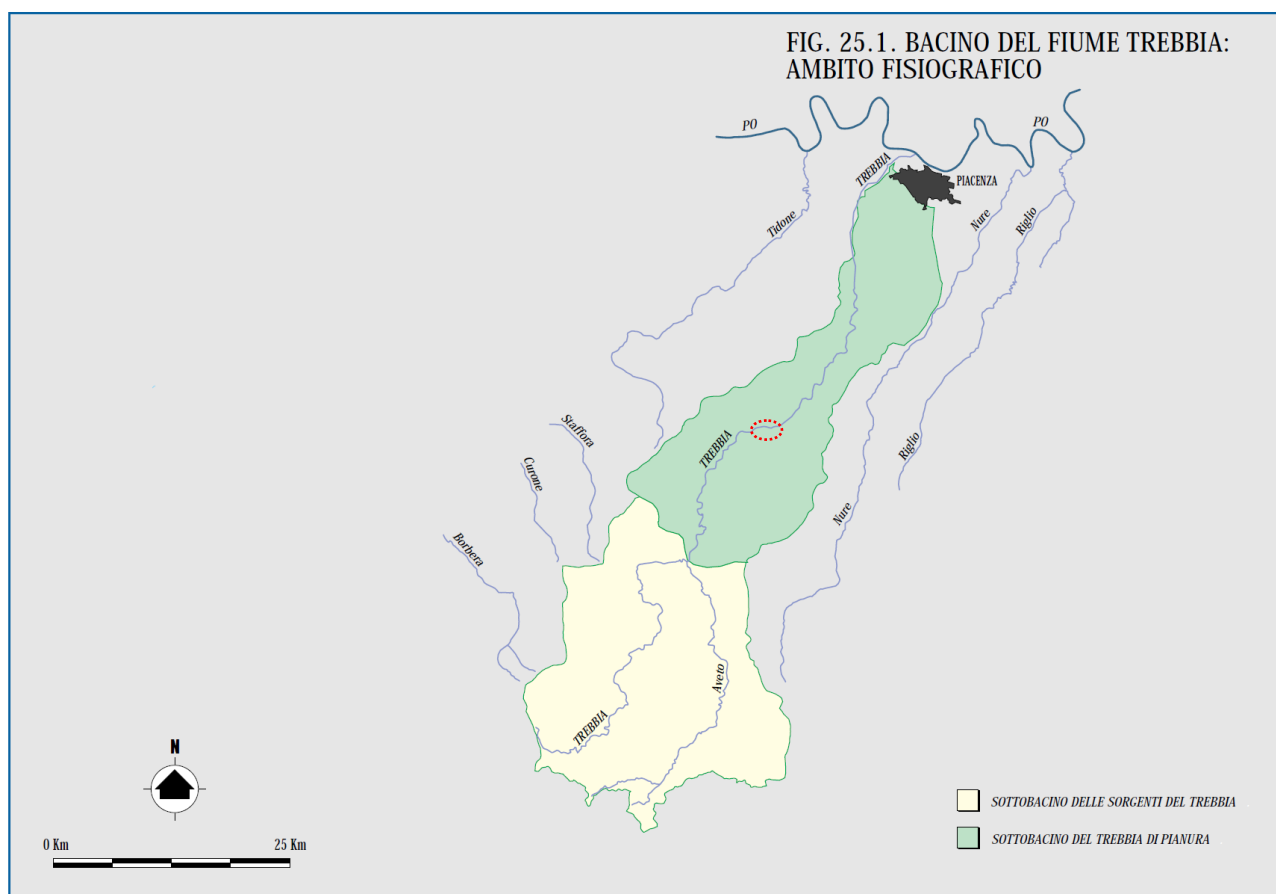 FIG. 25.1. BACINO DEL FIUME TREBBIA:
AMBITO FISIOGRAFICO
PO
PO
TREBBIA
PIACENZA
Tidone
Nure
Riglio
Staffora
TREBBIA
Riglio
Curone
Nure
Borbera
Aveto
TREBBIA
N
SOTTOBACINO DELLE SORGENTI DEL TREBBIA
SOTTOBACINO DEL TREBBIA DI PIANURA
0 Km
25 Km